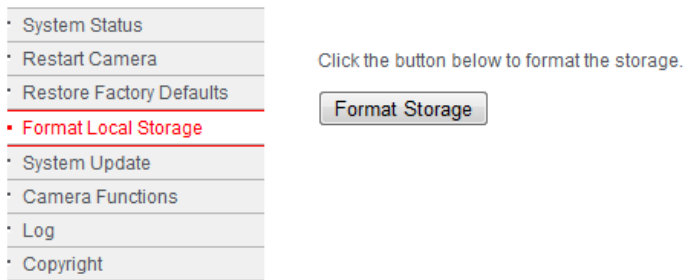 System Status
Restart Camera
Restore Factory Defaults
Format Local Storage
System Update
Camera Functions
Log
Copyright
Click the button below to format the storage.
Format Storage